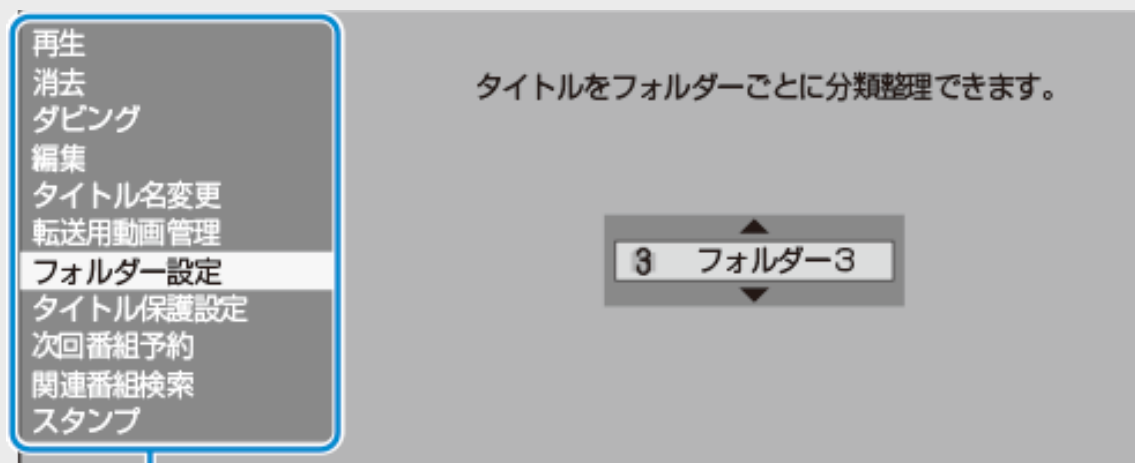 再生
消去
ダビング
編集
タイトル名変更
転送用動画管理
フォルダー設定
タイトル保護設定
次回番組予約
関連番組検索
スタンプ
タイトルをフォルダーごとに分類整理できます。
3 フォルダー3